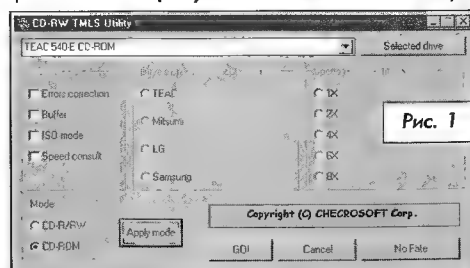 CD-RW TMLS Utility
TEAC 540-E CD-ROM
Selected drive
Errors correction
Buffer
ISO mode
Speed consult
TEAC
Mitsumi
LG
Samsung
1X
2X
4X
6X
8X
Рис. 1
Mode
CD-R/RW
CD-ROM
Apply mode
Copyright (C) CHECROSOFT Corp.
GO!
Cancel
No Fate